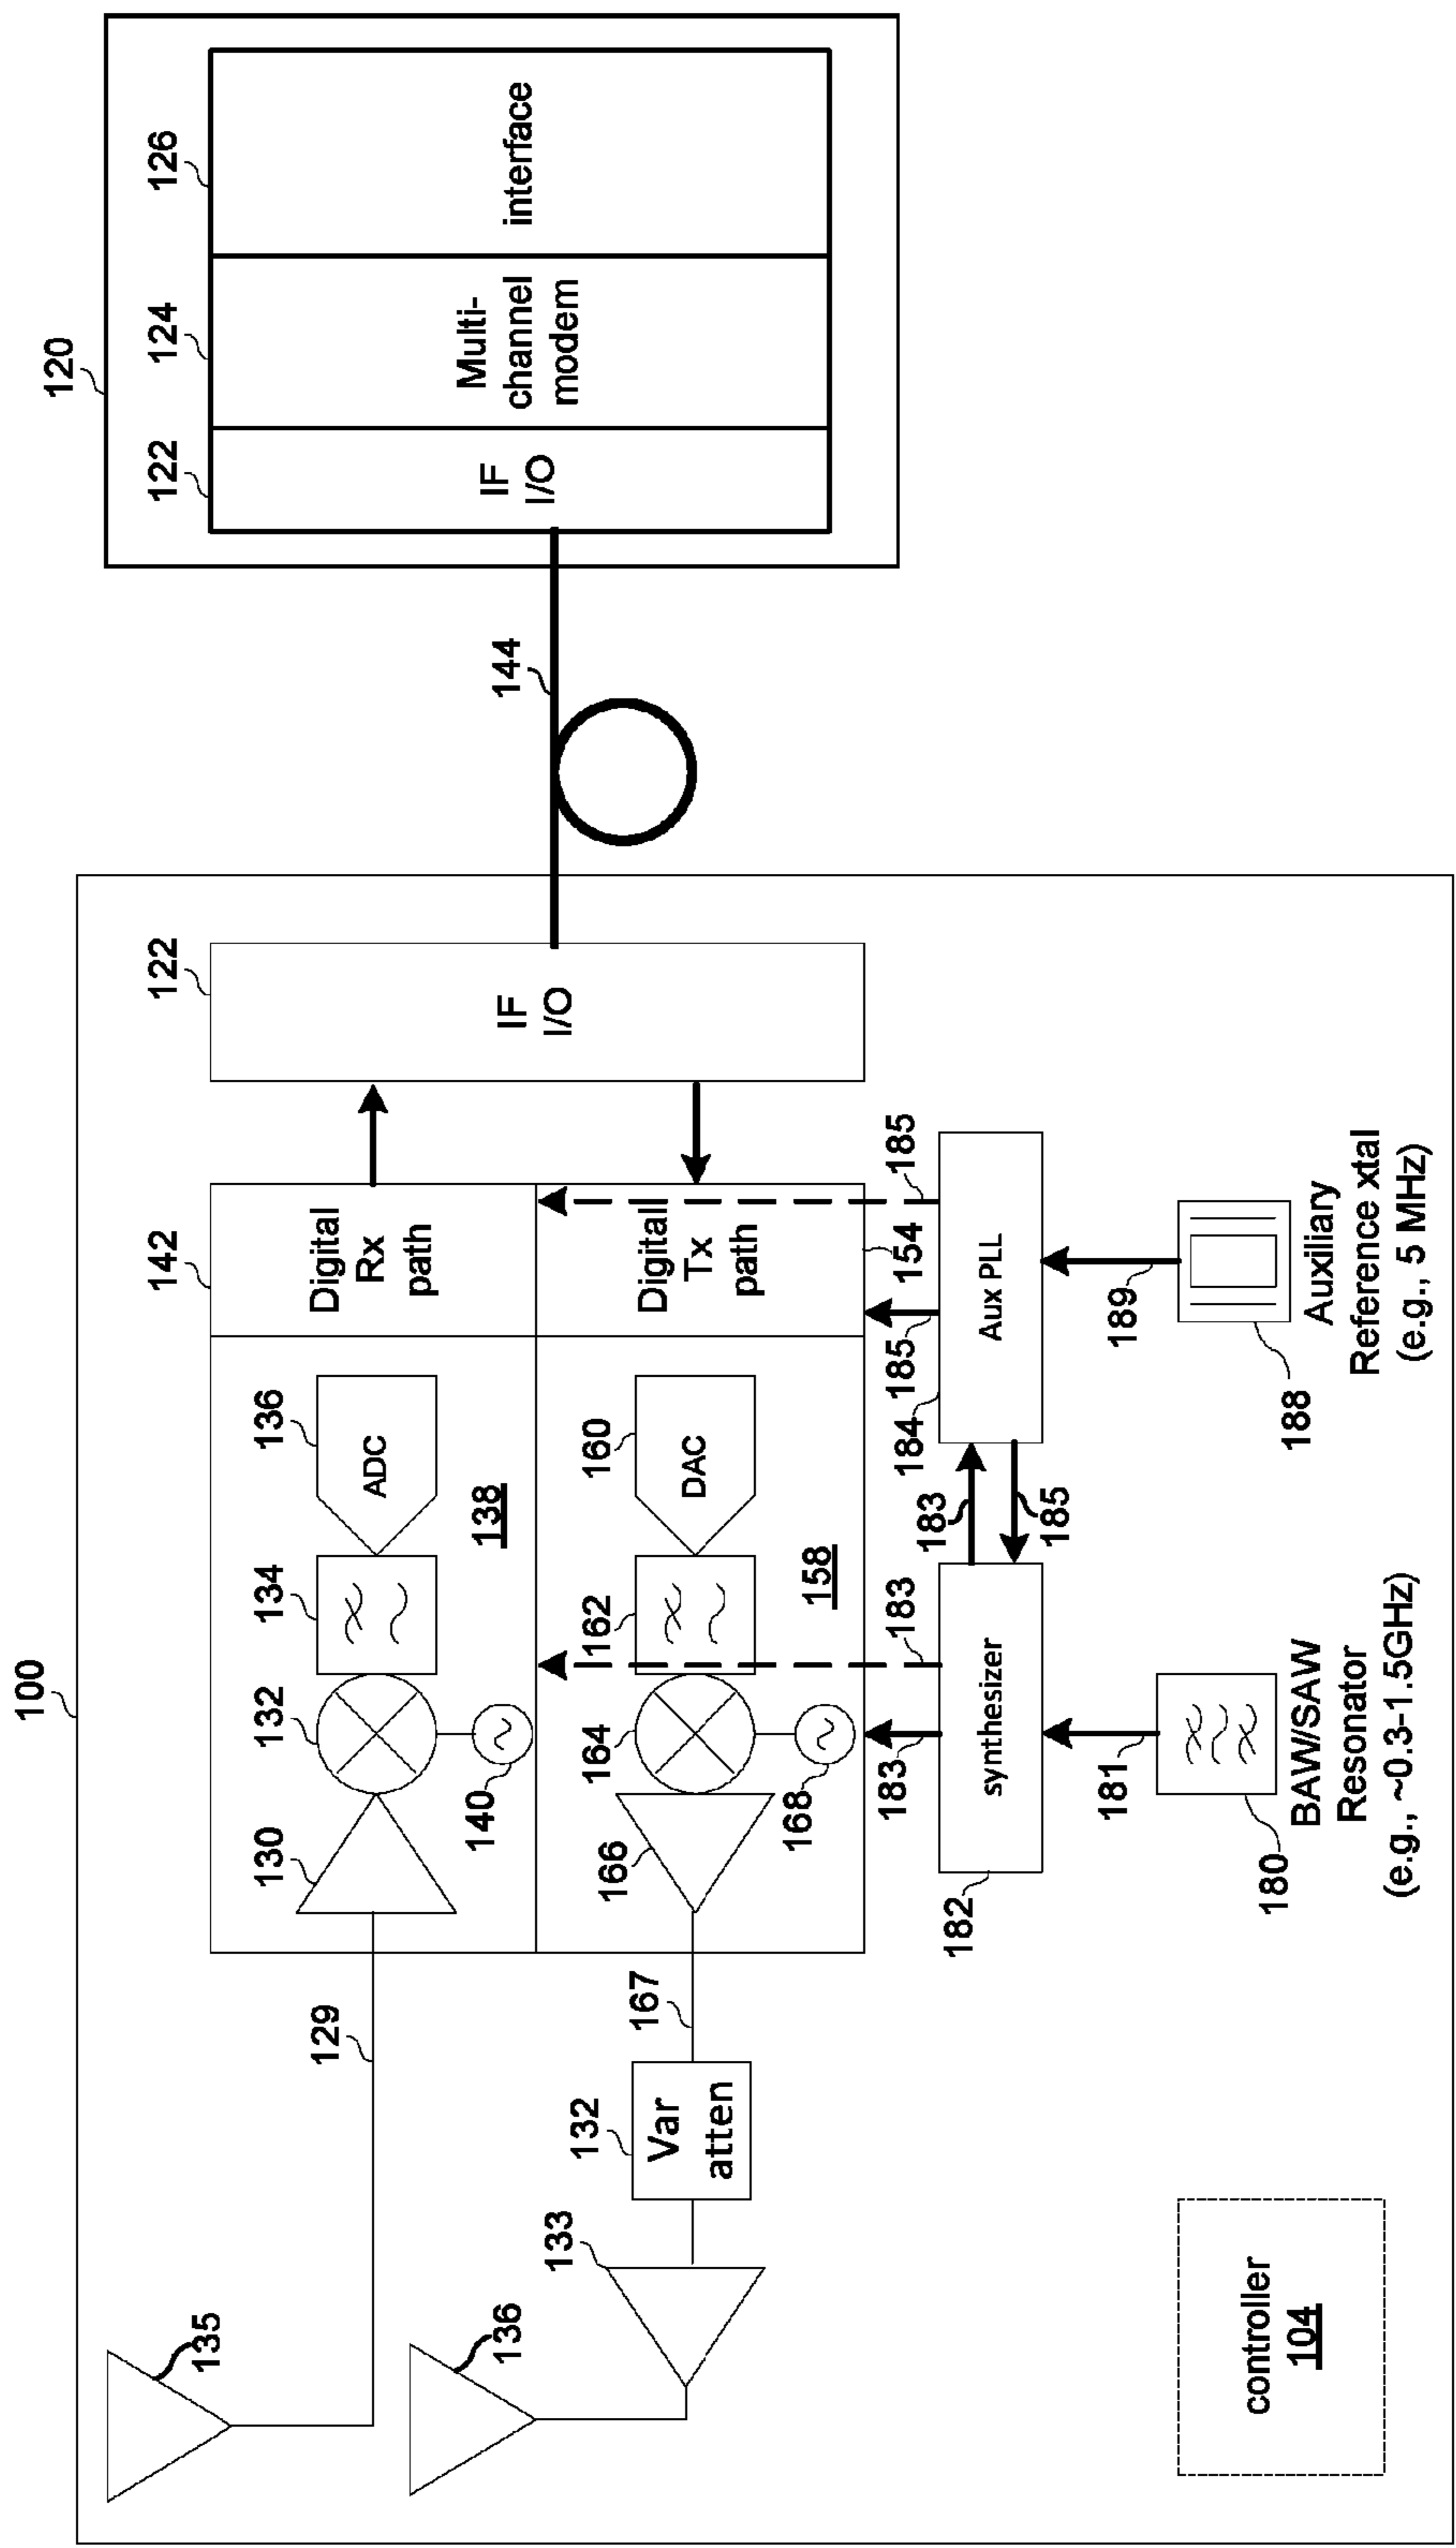 100
120
122
124
126
IF
I/O
Multi-
channel
modem
interface
144
122
IF
I/O
142
Digital
Rx
path
Digital
Tx
path
154
135
129
130
132
134
136
ADC
138
140
136
133
132
Var
atten
167
166
164
162
160
DAC
158
168
183
183
185
185
182
synthesizer
183
185
184
Aux PLL
181
189
180
BAW/SAW
Resonator
(e.g., ~0.3-1.5GHz)
188
Auxiliary
Reference xtal
(e.g., 5 MHz)
controller
104